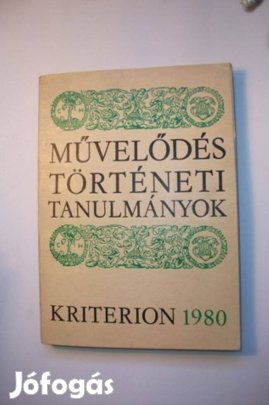 MŰVELŐDÉS
TÖRTÉNETI
TANULMÁNYOK
KRITERION 1980
Jófogás